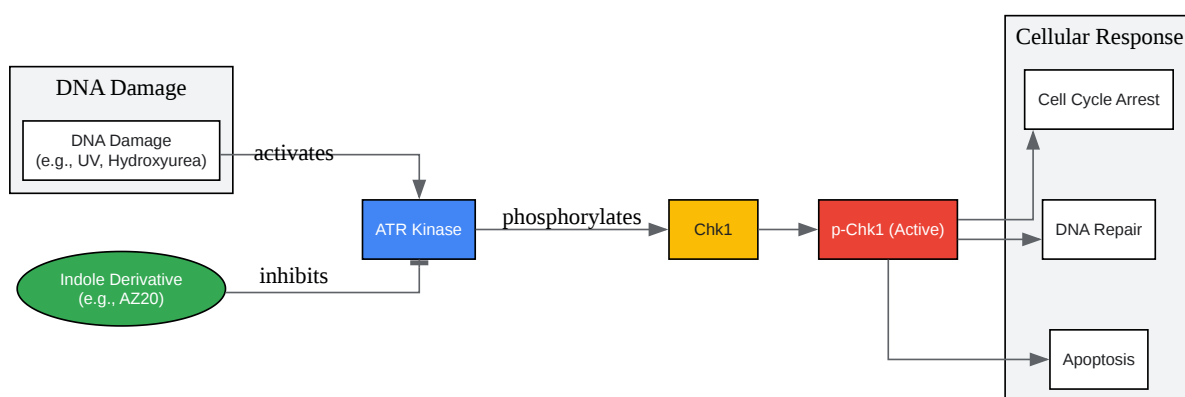 DNA Damage
DNA Damage
(e.g., UV, Hydroxyurea)
activates
Indole Derivative
(e.g., AZ20)
inhibits
ATR Kinase
phosphorylates
Chk1
p-Chk1 (Active)
Cellular Response
Cell Cycle Arrest
DNA Repair
Apoptosis